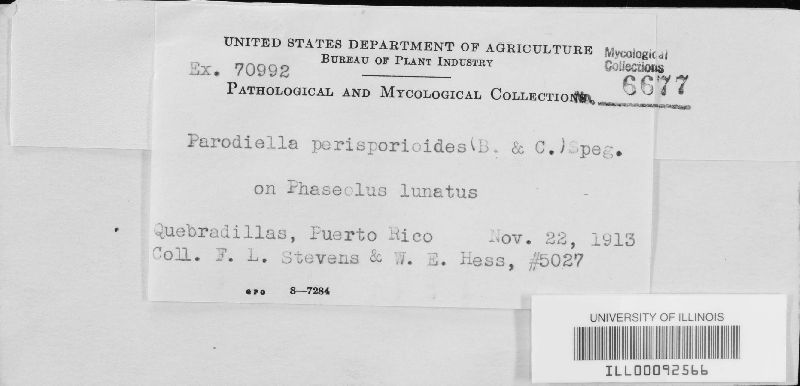 UNITED STATES DEPARTMENT OF AGRICULTURE
BUREAU OF PLANT INDUSTRY
Ex. 70992
PATHOLOGICAL AND MYCOLOGICAL COLLECTIONS
Mycological
Collections
6677
Parodiella perisporioides (B. & C.) Speg.
on Phaseolus lunatus
Quebradillas, Puerto Rico Nov. 22, 1913
Coll. F. L. Stevens & W. E. Hess, #5027
GPO 8—7284
UNIVERSITY OF ILLINOIS
ILL00092566